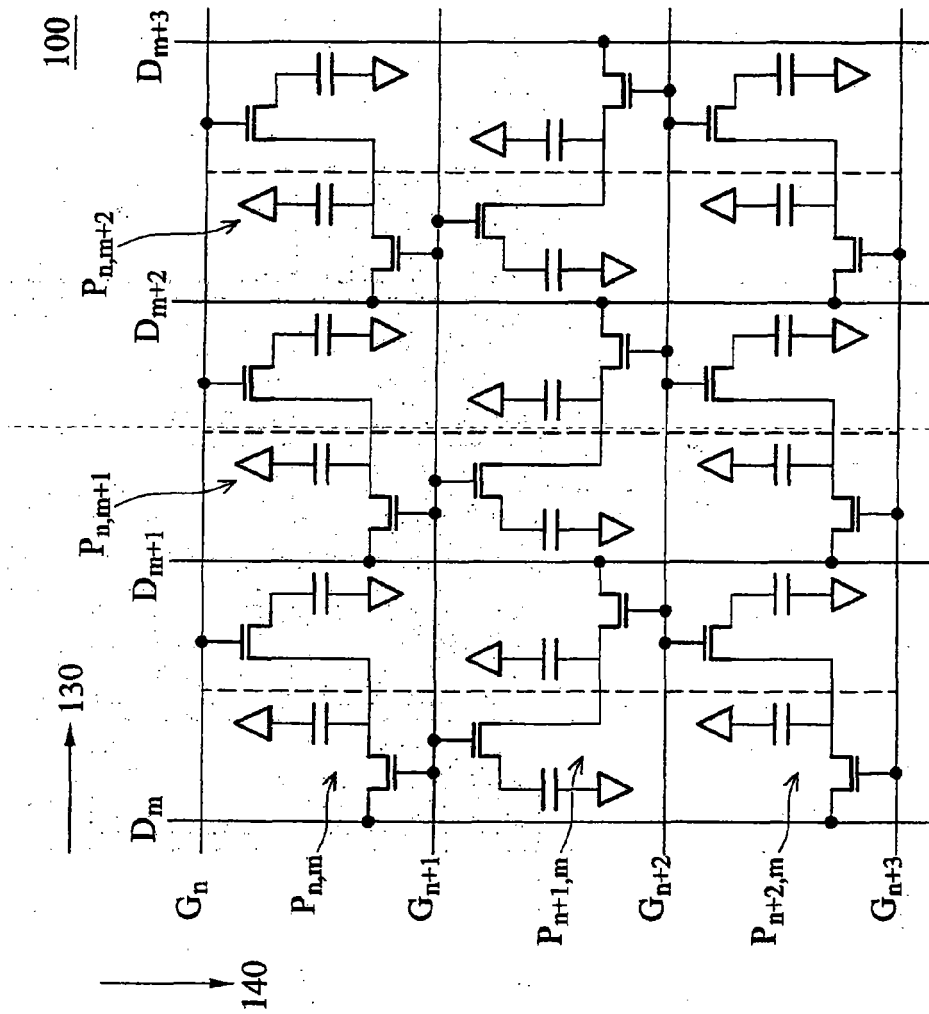 100
130
140
D_m
D_{m+1}
D_{m+2}
D_{m+3}
P_{n,m+1}
P_{n,m+2}
G_n
P_{n,m}
G_{n+1}
P_{n+1,m}
G_{n+2}
P_{n+2,m}
G_{n+3}